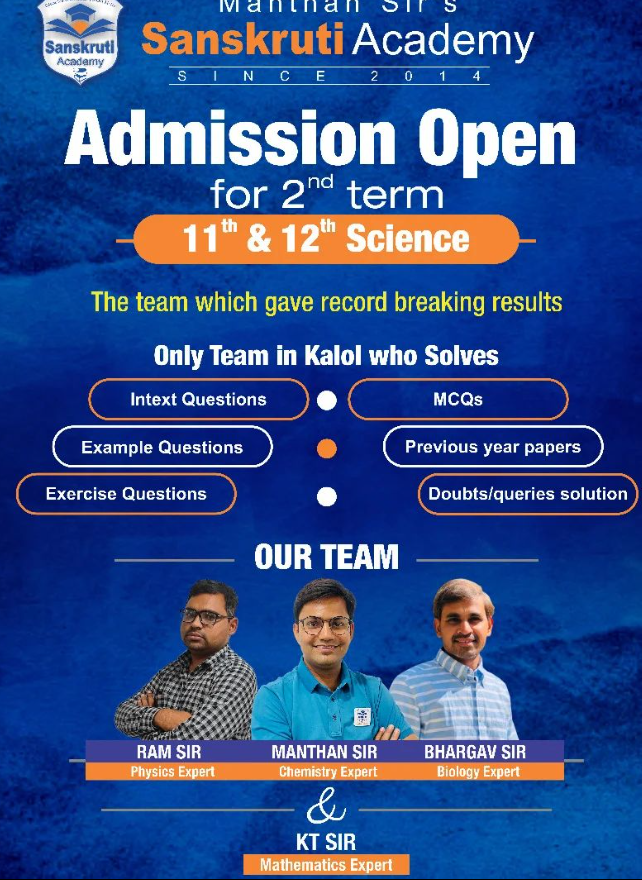 Manthan Sir's
Sanskruti
Academy
Sanskruti Academy
SINCE 2014
Admission Open
for 2nd term
11th & 12th Science
The team which gave record breaking results
Only Team in Kalol who Solves
Intext Questions
MCQs
Example Questions
Previous year papers
Exercise Questions
Doubts/queries solution
OUR TEAM
RAM SIR
MANTHAN SIR
BHARGAV SIR
Physics Expert
Chemistry Expert
Biology Expert
&
KT SIR
Mathematics Expert